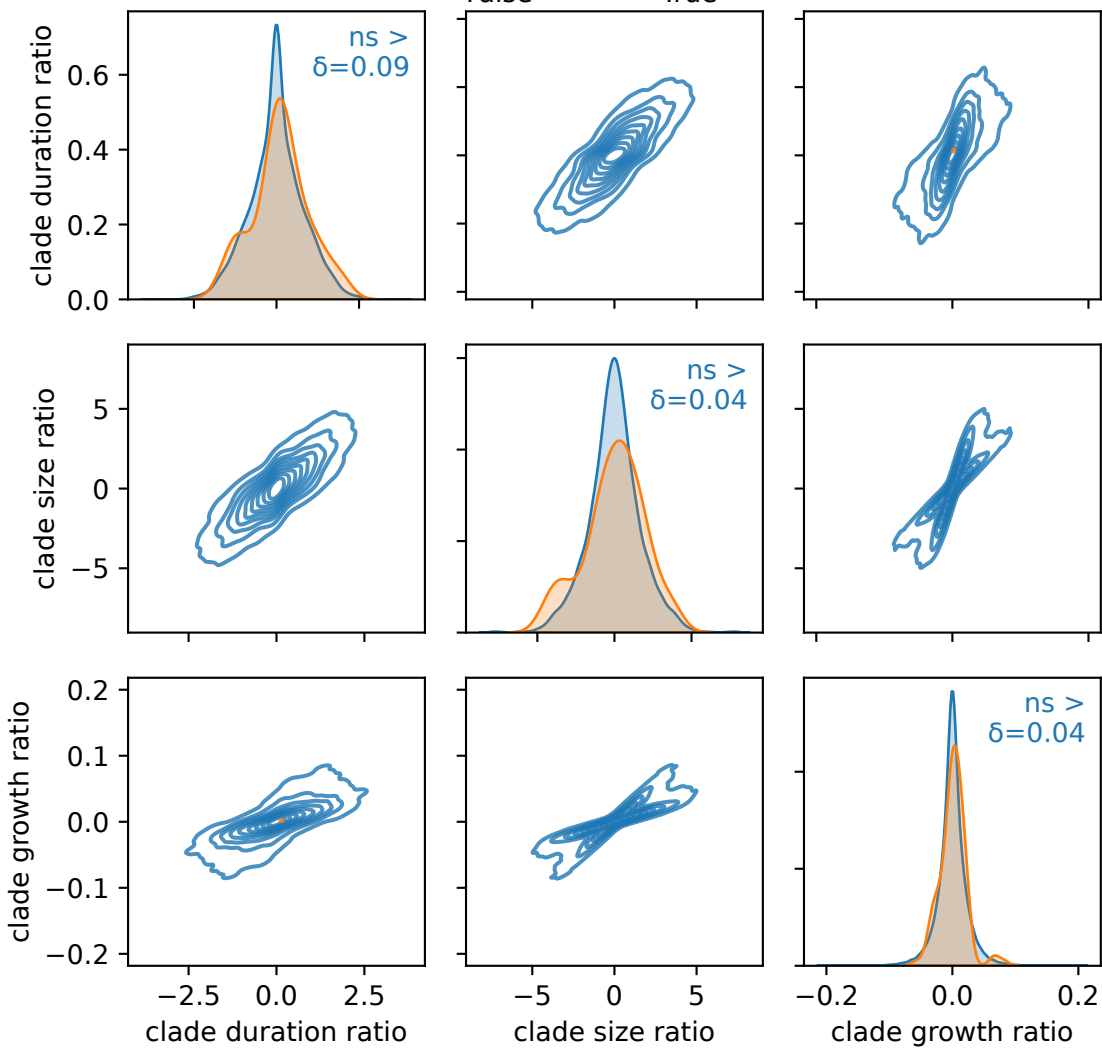 clade duration ratio
0.6
0.4
0.2
0.0
ns >
δ=0.09
clade size ratio
5
0
−5
ns >
δ=0.04
clade growth ratio
0.2
0.1
0.0
−0.1
−0.2
ns >
δ=0.04
−2.5 0.0 2.5
clade duration ratio
−5 0 5
clade size ratio
−0.2 0.0 0.2
clade growth ratio